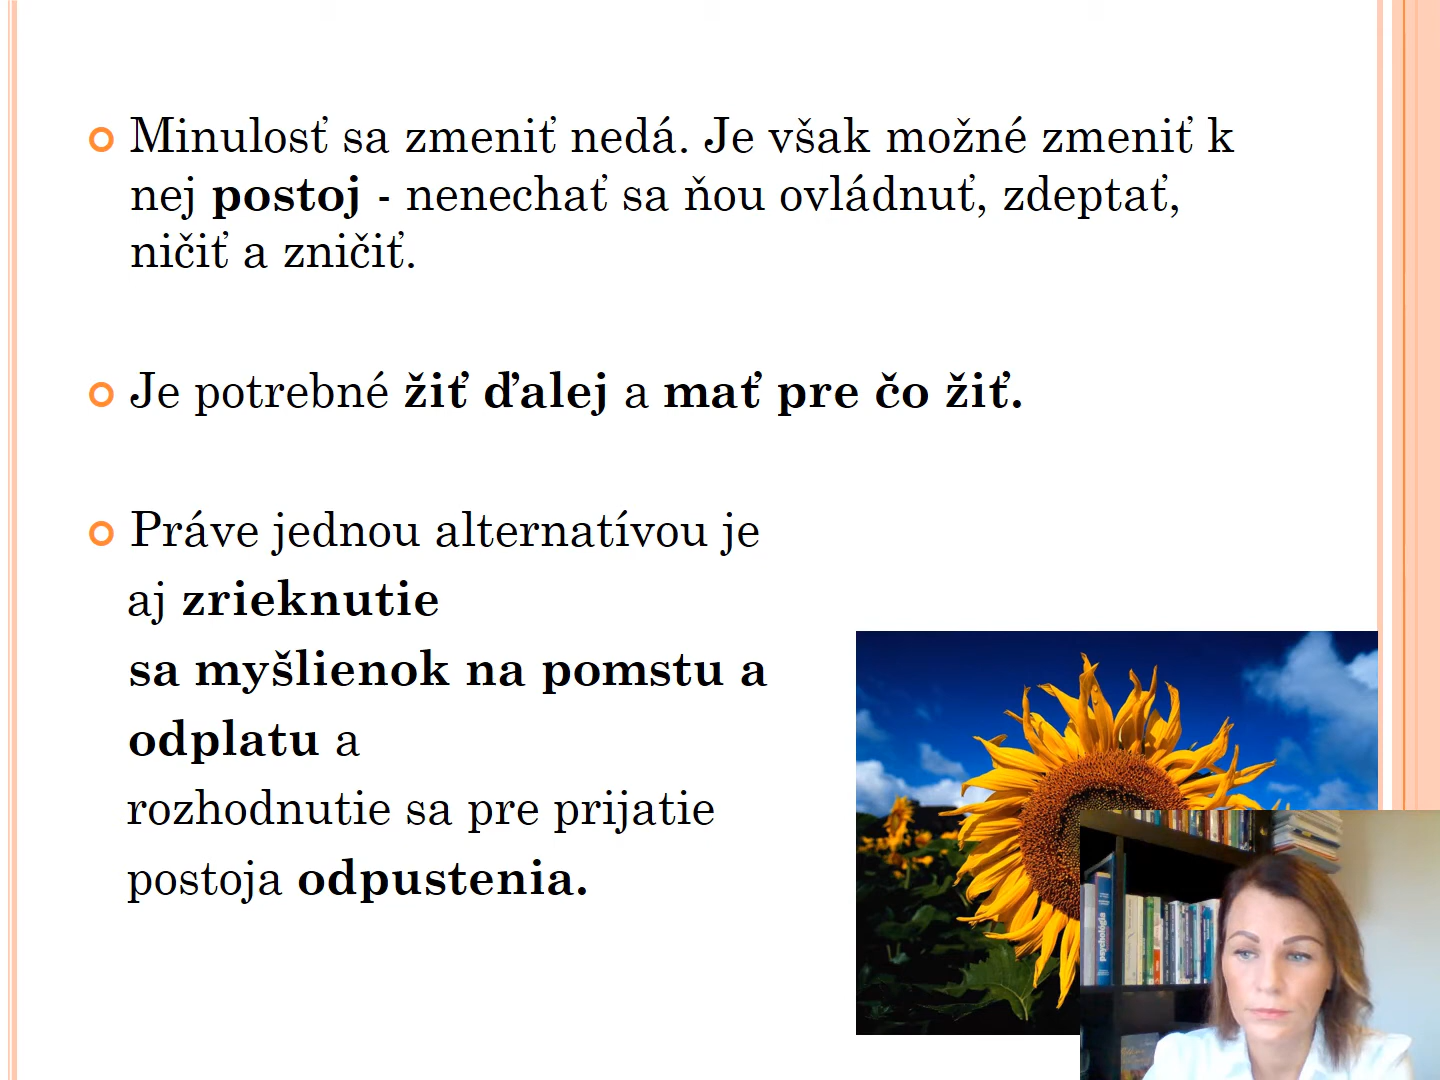 Minulosť sa zmeniť nedá. Je však možné zmeniť k
nej postoj - nenechať sa ňou ovládnuť, zdeptať,
ničiť a zničiť.
Je potrebné žiť ďalej a mať pre čo žiť.
Práve jednou alternatívou je
aj zrieknutie
sa myšlienok na pomstu a
odplatu a
rozhodnutie sa pre prijatie
postoja odpustenia.
psychológia